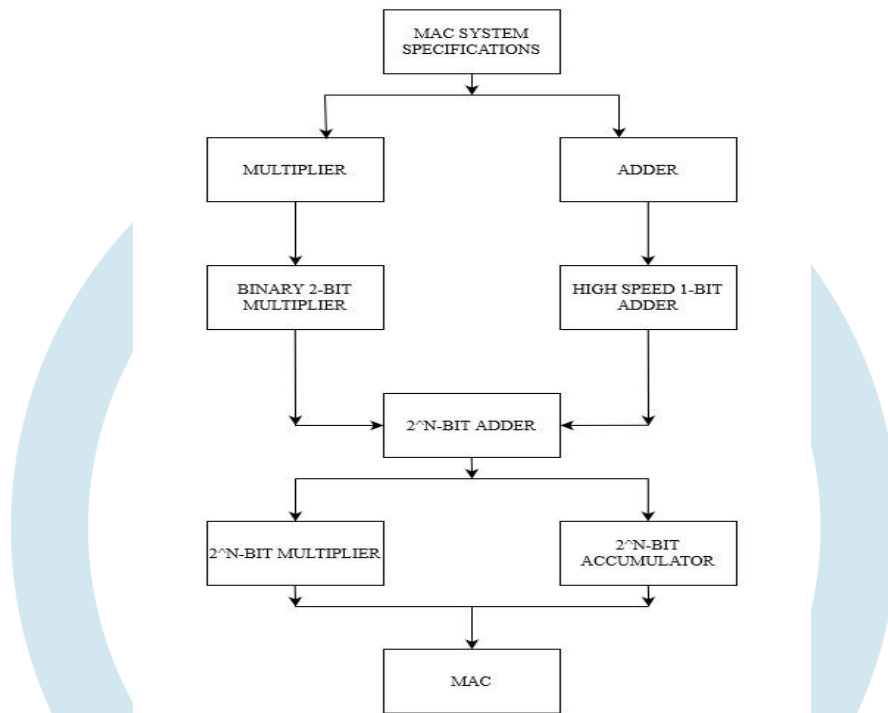 MAC SYSTEM
SPECIFICATIONS
MULTIPLIER
ADDER
BINARY 2-BIT
MULTIPLIER
HIGH SPEED 1-BIT
ADDER
2^N-BIT ADDER
2^N-BIT MULTIPLIER
2^N-BIT
ACCUMULATOR
MAC